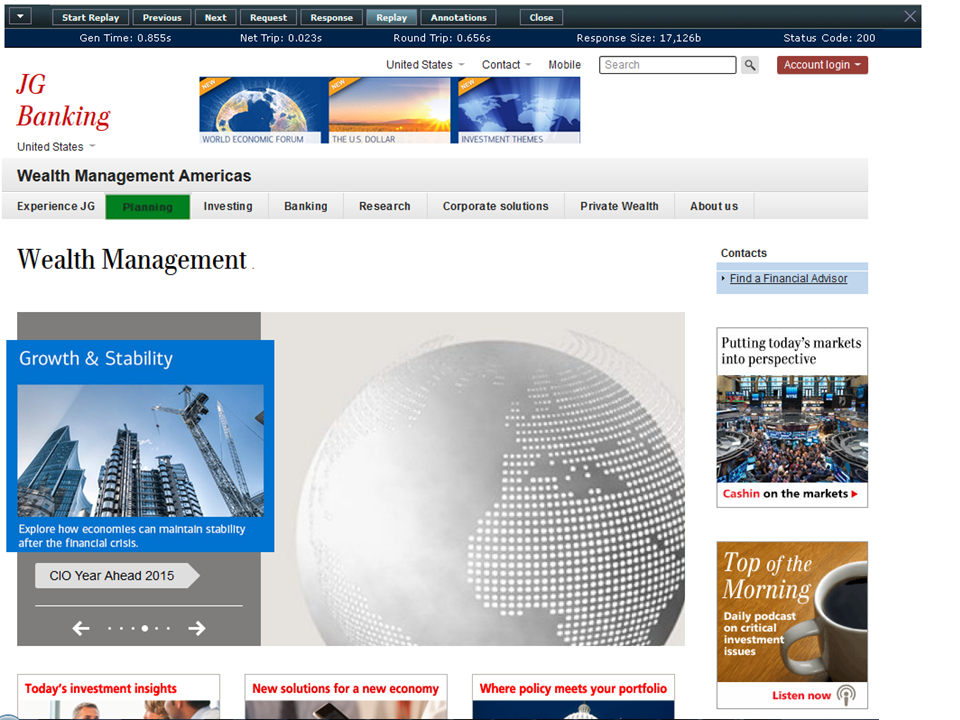 Start Replay Previous Next Request Response Replay Annotations Close
Gen Time: 0.855s Net Trip: 0.023s Round Trip: 0.656s Response Size: 17,126b Status Code: 200
United States Contact Mobile Search Account login
JG
Banking
United States
NEW NEW NEW
WORLD ECONOMIC FORUM THE U.S. DOLLAR INVESTMENT THEMES
Wealth Management Americas
Experience JG Planning Investing Banking Research Corporate solutions Private Wealth About us
Wealth Management
Contacts
Find a Financial Advisor
Growth & Stability
Explore how economies can maintain stability
after the financial crisis.
CIO Year Ahead 2015
Putting today's markets
into perspective
NYSE
Cashin on the markets
Top of the
Morning
Daily podcast
on critical
investment
issues
Listen now
Today's investment insights
New solutions for a new economy
Where policy meets your portfolio